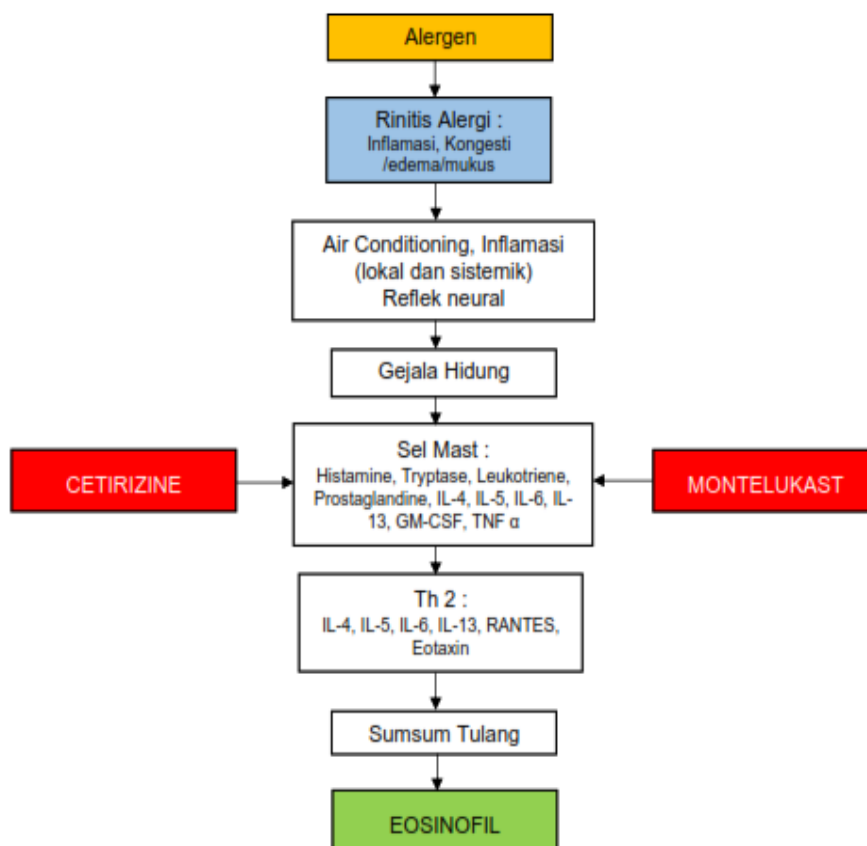 Alergen
Rinitis Alergi :
Inflamasi, Kongesti
/edema/mukus
Air Conditioning, Inflamasi
(lokal dan sistemik)
Reflek neural
Gejala Hidung
Sel Mast :
Histamine, Tryptase, Leukotriene,
Prostaglandine, IL-4, IL-5, IL-6, IL-
13, GM-CSF, TNF α
CETIRIZINE
MONTELUKAST
Th 2 :
IL-4, IL-5, IL-6, IL-13, RANTES,
Eotaxin
Sumsum Tulang
EOSINOFIL